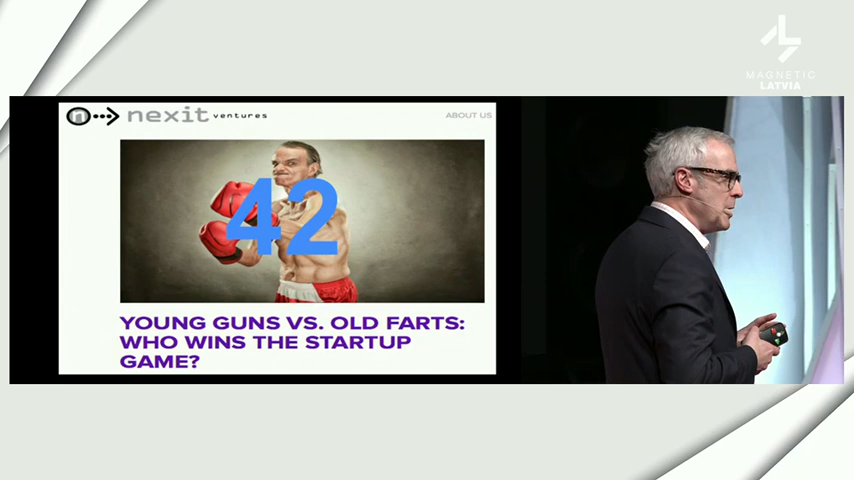 MAGNETIC
LATVIA
n nexit ventures
ABOUT US
42
YOUNG GUNS VS. OLD FARTS:
WHO WINS THE STARTUP
GAME?